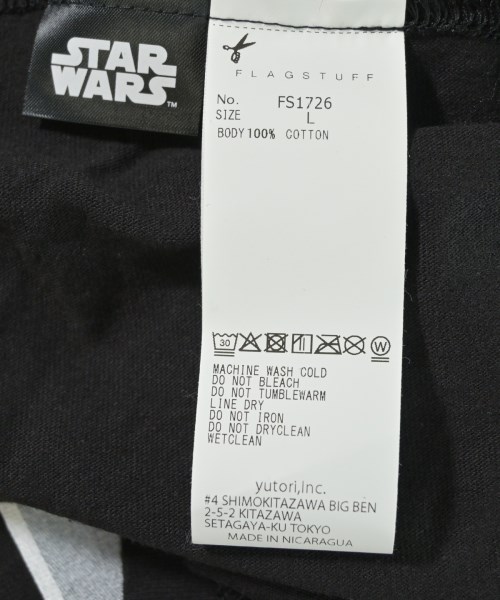 STAR
WARS™
FLAGSTUFF
No. FS1726
SIZE L
BODY 100% COTTON
30
W
MACHINE WASH COLD
DO NOT BLEACH
DO NOT TUMBLEWARM
LINE DRY
DO NOT IRON
DO NOT DRYCLEAN
WETCLEAN
yutori,inc.
#4 SHIMOKITAZAWA BIG BEN
2-5-2 KITAZAWA
SETAGAYA-KU TOKYO
MADE IN NICARAGUA